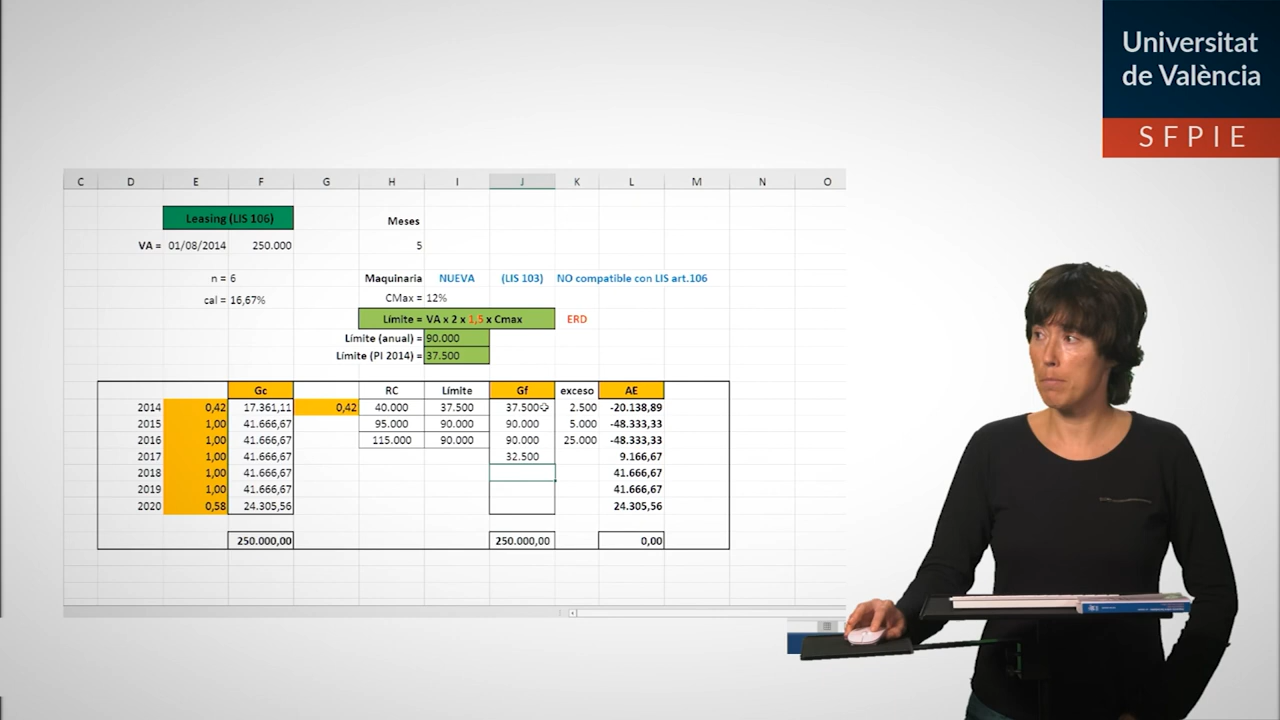 Universitat
de València
SFPIE
C D E F G H I J K L M N O
Leasing (LIS 106) Meses
VA = 01/08/2014 250.000 5
n = 6 Maquinaria NUEVA (LIS 103) NO compatible con LIS art.106
cal = 16,67% CMax = 12%
Límite = VA x 2 x 1,5 x Cmax ERD
Límite (anual) = 90.000
Límite (PI 2014) = 37.500
Gc RC Límite Gf exceso AE
2014 0,42 17.361,11 0,42 40.000 37.500 37.500 2.500 -20.138,89
2015 1,00 41.666,67 95.000 90.000 90.000 5.000 -48.333,33
2016 1,00 41.666,67 115.000 90.000 90.000 25.000 -48.333,33
2017 1,00 41.666,67 32.500 9.166,67
2018 1,00 41.666,67 41.666,67
2019 1,00 41.666,67 41.666,67
2020 0,58 24.305,56 24.305,56
250.000,00 250.000,00 0,00